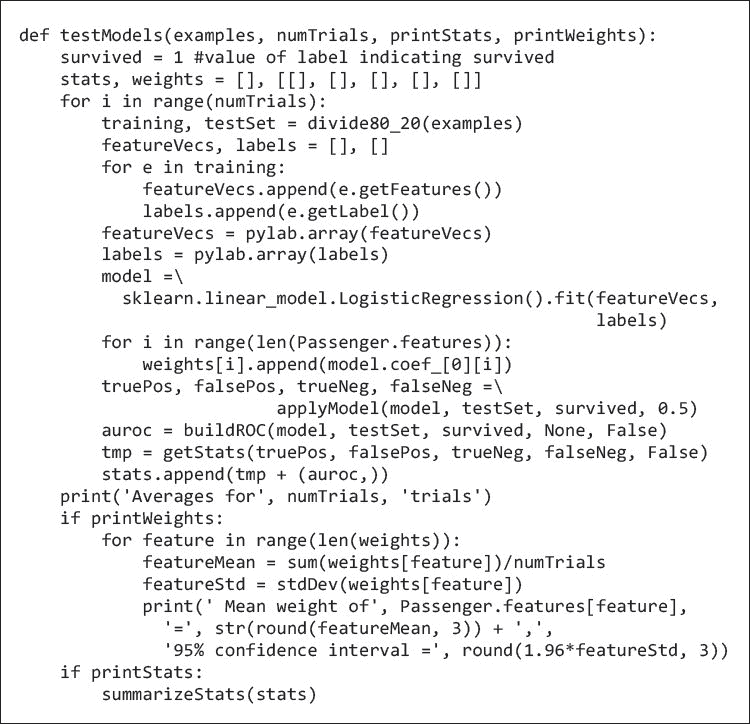 def testModels(examples, numTrials, printStats, printWeights):
    survived = 1 #value of label indicating survived
    stats, weights = [], [[], [], [], [], []]
    for i in range(numTrials):
        training, testSet = divide80_20(examples)
        featureVecs, labels = [], []
        for e in training:
            featureVecs.append(e.getFeatures())
            labels.append(e.getLabel())
        featureVecs = pylab.array(featureVecs)
        labels = pylab.array(labels)
        model =\
          sklearn.linear_model.LogisticRegression().fit(featureVecs,
                                                        labels)
        for i in range(len(Passenger.features)):
            weights[i].append(model.coef_[0][i])
        truePos, falsePos, trueNeg, falseNeg =\
                         applyModel(model, testSet, survived, 0.5)
        auroc = buildROC(model, testSet, survived, None, False)
        tmp = getStats(truePos, falsePos, trueNeg, falseNeg, False)
        stats.append(tmp + (auroc,))
    print('Averages for', numTrials, 'trials')
    if printWeights:
        for feature in range(len(weights)):
            featureMean = sum(weights[feature])/numTrials
            featureStd = stdDev(weights[feature])
            print(' Mean weight of', Passenger.features[feature],
              '=', str(round(featureMean, 3)) + ',',
              '95% confidence interval =', round(1.96*featureStd, 3))
    if printStats:
        summarizeStats(stats)